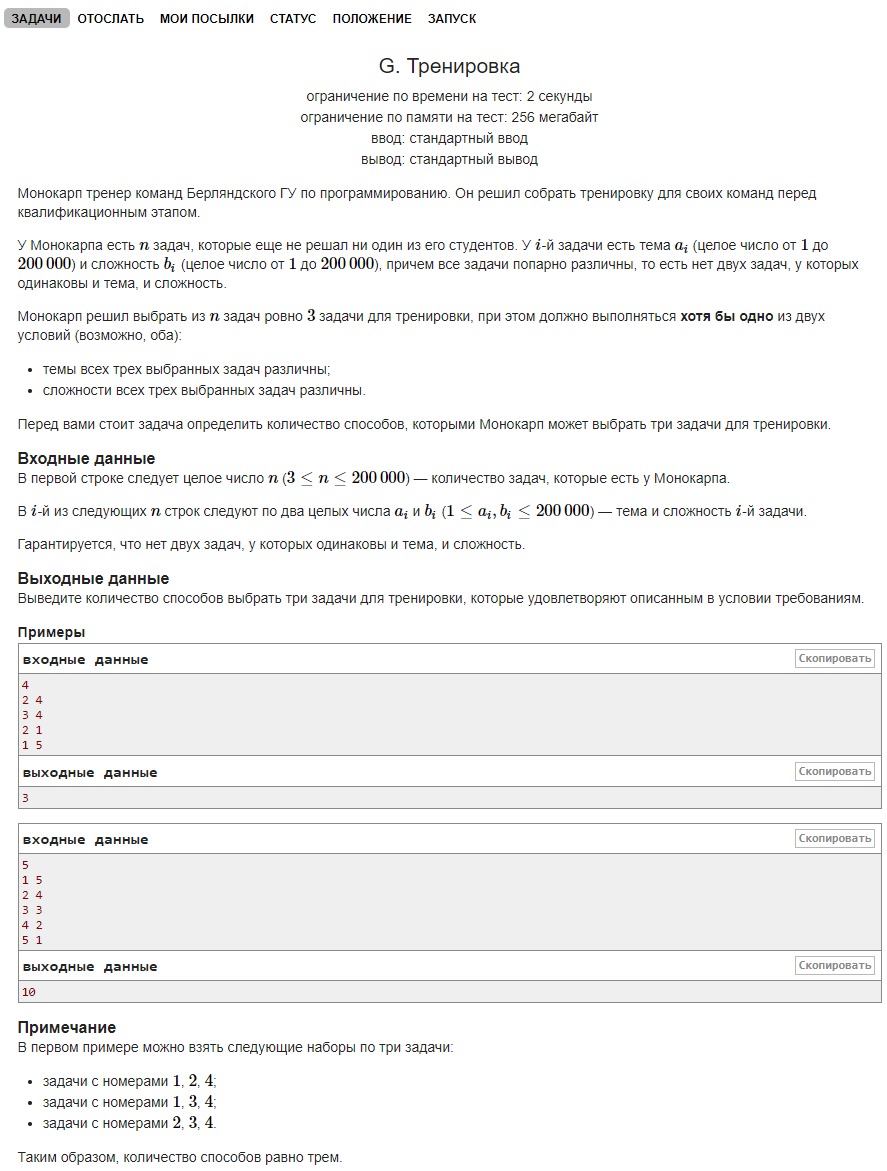 ЗАДАЧИ ОТОСЛАТЬ МОИ ПОСЫЛКИ СТАТУС ПОЛОЖЕНИЕ ЗАПУСК
G. Тренировка
ограничение по времени на тест: 2 секунды
ограничение по памяти на тест: 256 мегабайт
ввод: стандартный ввод
вывод: стандартный вывод
Монокарп тренер команд Берляндского ГУ по программированию. Он решил собрать тренировку для своих команд перед
квалификационным этапом.
У Монокарпа есть n задач, которые еще не решал ни один из его студентов. У i-й задачи есть тема a_i (целое число от 1 до
200 000) и сложность b_i (целое число от 1 до 200 000), причем все задачи попарно различны, то есть нет двух задач, у которых
одинаковы и тема, и сложность.
Монокарп решил выбрать из n задач ровно 3 задачи для тренировки, при этом должно выполняться хотя бы одно из двух
условий (возможно, оба):
• темы всех трех выбранных задач различны;
• сложности всех трех выбранных задач различны.
Перед вами стоит задача определить количество способов, которыми Монокарп может выбрать три задачи для тренировки.
Входные данные
В первой строке следует целое число n (3 ≤ n ≤ 200 000) — количество задач, которые есть у Монокарпа.
В i-й из следующих n строк следуют по два целых числа a_i и b_i (1 ≤ a_i, b_i ≤ 200 000) — тема и сложность i-й задачи.
Гарантируется, что нет двух задач, у которых одинаковы и тема, и сложность.
Выходные данные
Выведите количество способов выбрать три задачи для тренировки, которые удовлетворяют описанным в условии требованиям.
Примеры
входные данные Скопировать
4
2 4
3 4
2 1
1 5
выходные данные Скопировать
3
входные данные Скопировать
5
1 5
2 4
3 3
4 2
5 1
выходные данные Скопировать
10
Примечание
В первом примере можно взять следующие наборы по три задачи:
• задачи с номерами 1, 2, 4;
• задачи с номерами 1, 3, 4;
• задачи с номерами 2, 3, 4.
Таким образом, количество способов равно трем.